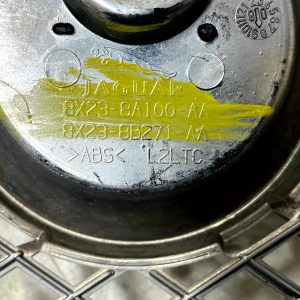 JAGUAR
8X23-8A100-AA
8X23-8B271-AA
>ABS< L2LTC